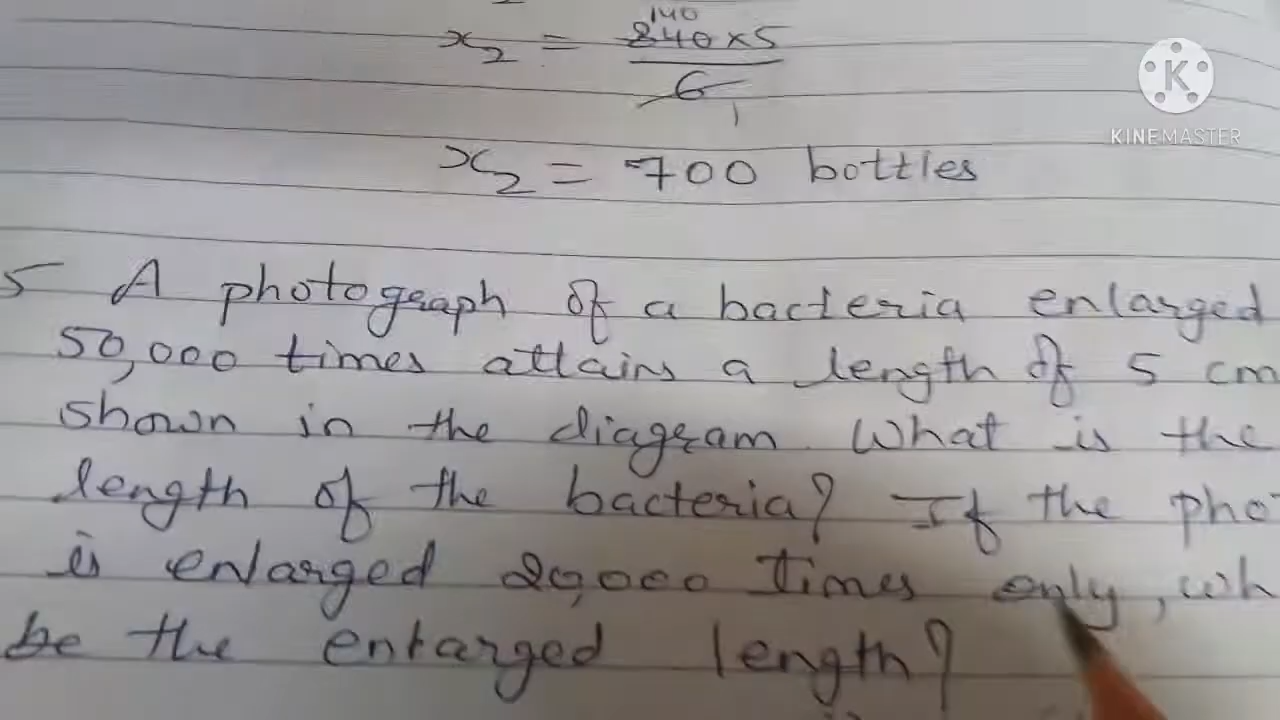 x₂ = 840 x 5 / 6
140
1
KINEMASTER
x₂ = 700 bottles
5 A photograph of a bacteria enlarged
50,000 times attains a length of 5 cm
shown in the diagram. What is the
length of the bacteria? If the pho
is enlarged 20,000 times only, wh
be the enlarged length?